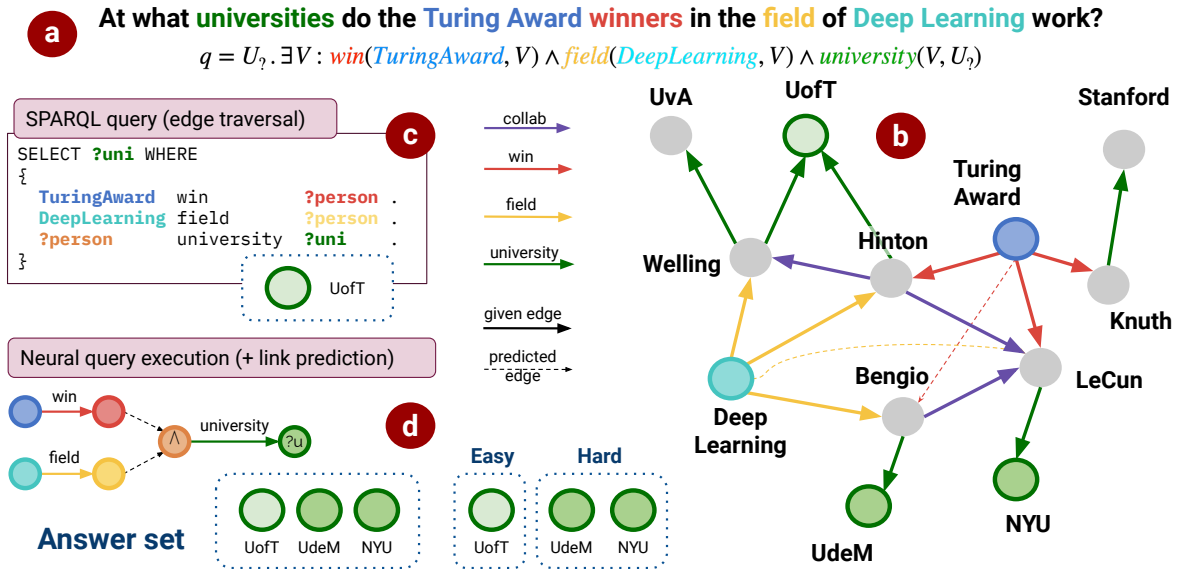 a
At what universities do the Turing Award winners in the field of Deep Learning work?
q = U?.∃V : win(TuringAward, V) ∧ field(DeepLearning, V) ∧ university(V, U?)
SPARQL query (edge traversal)
c
SELECT ?uni WHERE
{
TuringAward win ?person .
DeepLearning field ?person .
?person university ?uni .
}
UofT
Neural query execution (+ link prediction)
win
field
∧
university
?u
d
Answer set
UofT
UdeM
NYU
Easy
UofT
Hard
UdeM
NYU
collab
win
field
university
given edge
predicted
edge
b
UvA
UofT
Stanford
Turing
Award
Hinton
Welling
Knuth
Bengio
LeCun
Deep
Learning
NYU
UdeM